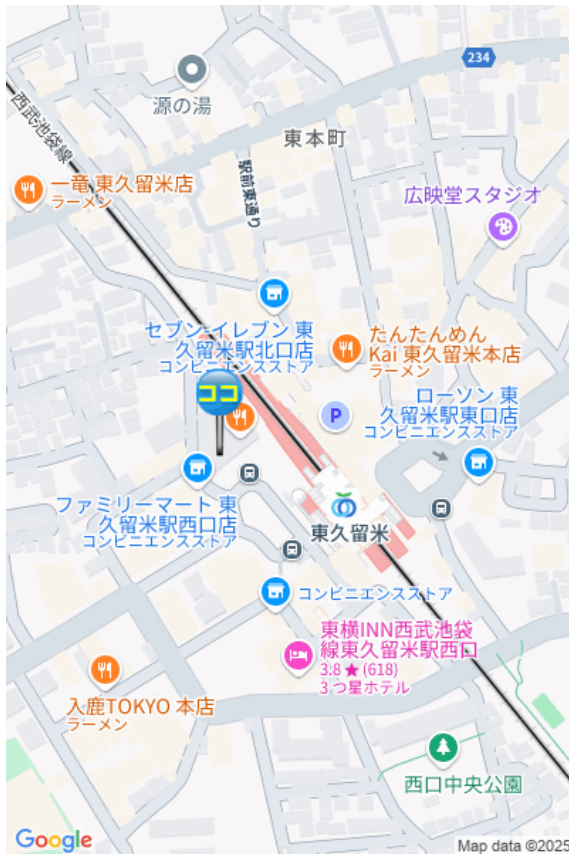 234
源の湯
東本町
西武池袋線
一竜 東久留米店
ラーメン
駅前東通り
広映堂スタジオ
セブン-イレブン 東
久留米駅北口店
コンビニエンスストア
たんたんめん
Kai 東久留米本店
ラーメン
ココ
P
ローソン 東
久留米駅東口店
コンビニエンスストア
ファミリーマート 東
久留米駅西口店
コンビニエンスストア
東久留米
コンビニエンスストア
東横INN西武池袋
線東久留米駅西口
3.8★(618)
3 つ星ホテル
入鹿TOKYO 本店
ラーメン
西口中央公園
Google
Map data ©2025